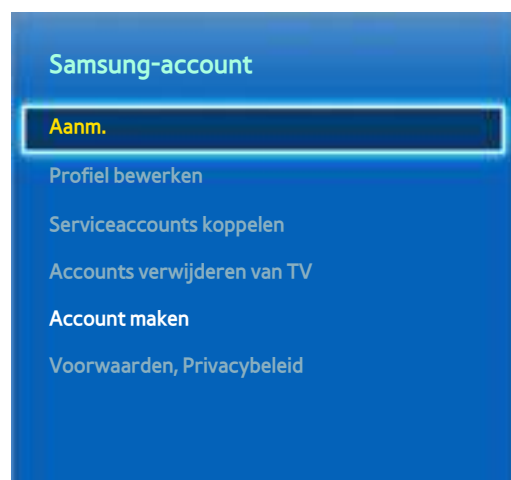 Samsung-account
Aanm.
Profiel bewerken
Serviceaccounts koppelen
Accounts verwijderen van TV
Account maken
Voorwaarden, Privacybeleid